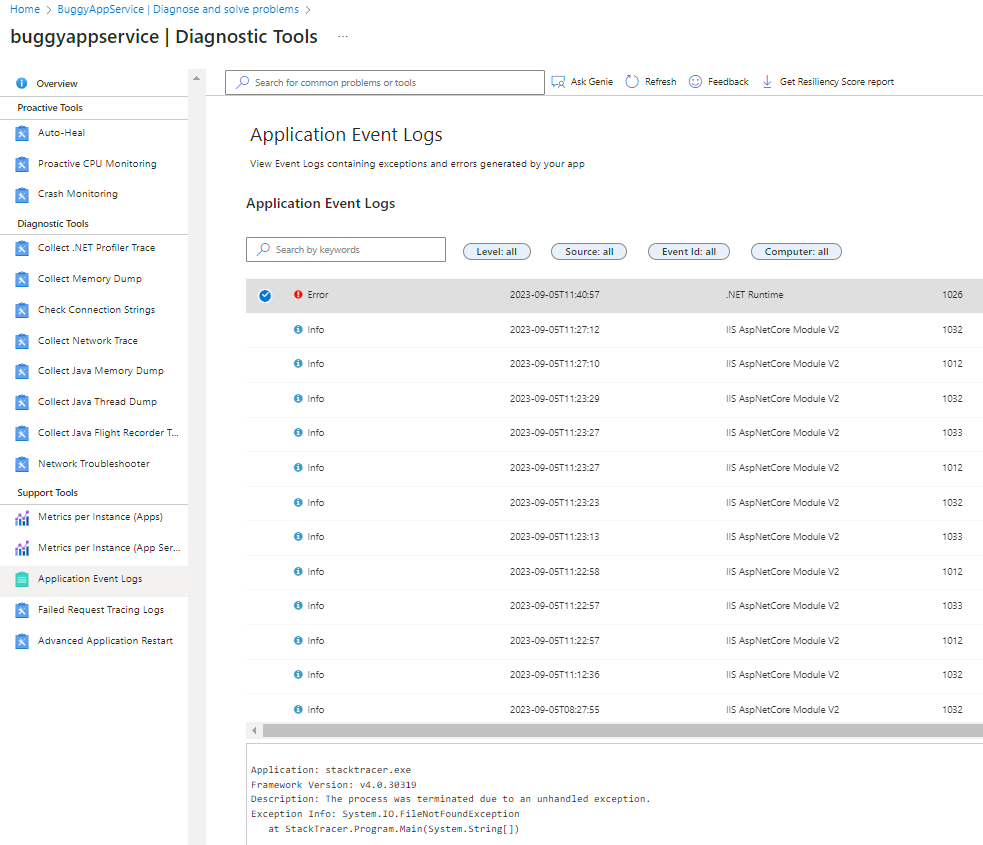 Home > BuggyAppService | Diagnose and solve problems >
buggyappservice | Diagnostic Tools ...
Overview
Proactive Tools
Auto-Heal
Proactive CPU Monitoring
Crash Monitoring
Diagnostic Tools
Collect .NET Profiler Trace
Collect Memory Dump
Check Connection Strings
Collect Network Trace
Collect Java Memory Dump
Collect Java Thread Dump
Collect Java Flight Recorder T...
Network Troubleshooter
Support Tools
Metrics per Instance (Apps)
Metrics per Instance (App Ser...
Application Event Logs
Failed Request Tracing Logs
Advanced Application Restart
Search for common problems or tools Ask Genie Refresh Feedback Get Resiliency Score report
Application Event Logs
View Event Logs containing exceptions and errors generated by your app
Application Event Logs
Search by keywords Level: all Source: all Event Id: all Computer: all
Error 2023-09-05T11:40:57 .NET Runtime 1026
Info 2023-09-05T11:27:12 IIS AspNetCore Module V2 1032
Info 2023-09-05T11:27:10 IIS AspNetCore Module V2 1012
Info 2023-09-05T11:23:29 IIS AspNetCore Module V2 1032
Info 2023-09-05T11:23:27 IIS AspNetCore Module V2 1033
Info 2023-09-05T11:23:27 IIS AspNetCore Module V2 1012
Info 2023-09-05T11:23:23 IIS AspNetCore Module V2 1032
Info 2023-09-05T11:23:13 IIS AspNetCore Module V2 1033
Info 2023-09-05T11:22:58 IIS AspNetCore Module V2 1012
Info 2023-09-05T11:22:57 IIS AspNetCore Module V2 1033
Info 2023-09-05T11:22:57 IIS AspNetCore Module V2 1012
Info 2023-09-05T11:12:36 IIS AspNetCore Module V2 1032
Info 2023-09-05T08:27:55 IIS AspNetCore Module V2 1032
Application: stacktracer.exe
Framework Version: v4.0.30319
Description: The process was terminated due to an unhandled exception.
Exception Info: System.IO.FileNotFoundException
at StackTracer.Program.Main(System.String[])